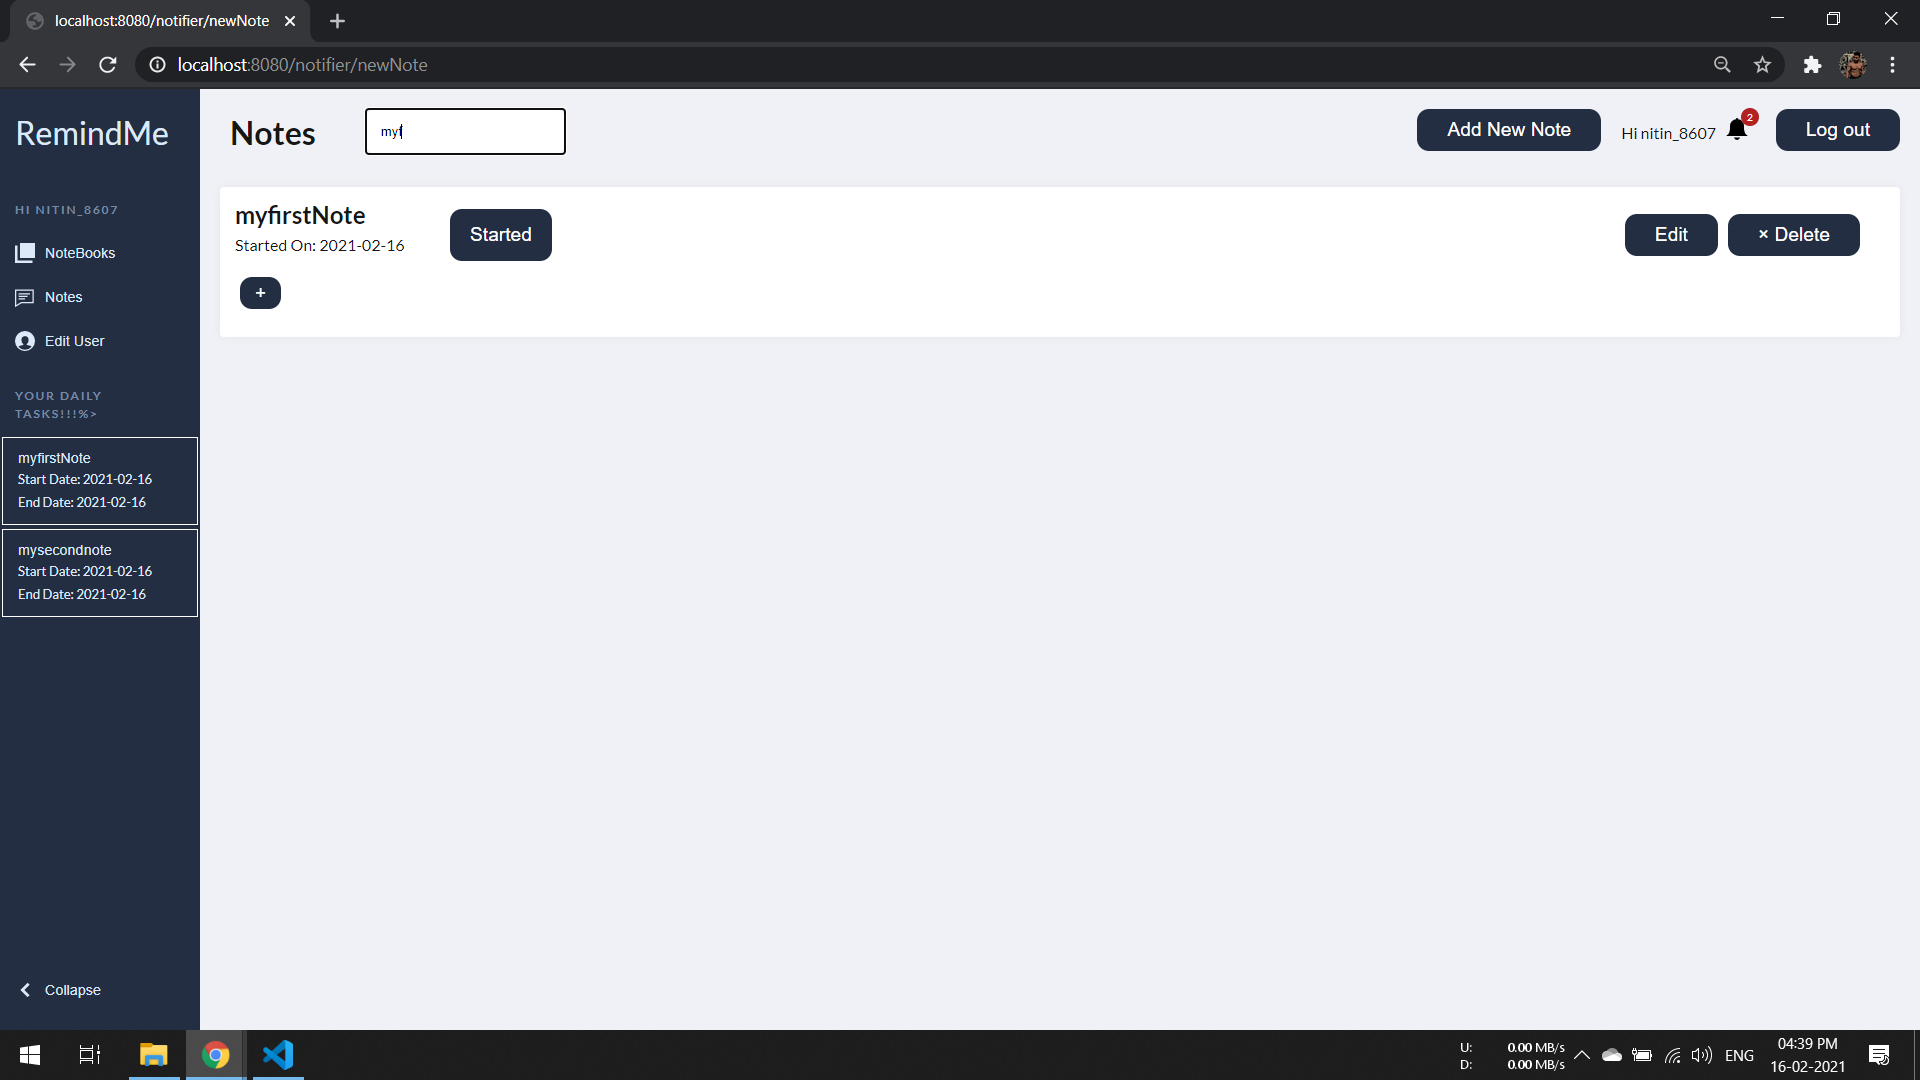 localhost:8080/notifier/newNote
localhost:8080/notifier/newNote
RemindMe
Notes
myf
Add New Note
Hi nitin_8607
2
Log out
HI NITIN_8607
NoteBooks
Notes
Edit User
YOUR DAILY
TASKS!!!%>
myfirstNote
Start Date: 2021-02-16
End Date: 2021-02-16
mysecondnote
Start Date: 2021-02-16
End Date: 2021-02-16
Collapse
myfirstNote
Started On: 2021-02-16
Started
Edit
× Delete
+
U: 0.00 MB/s
D: 0.00 MB/s
ENG
04:39 PM
16-02-2021